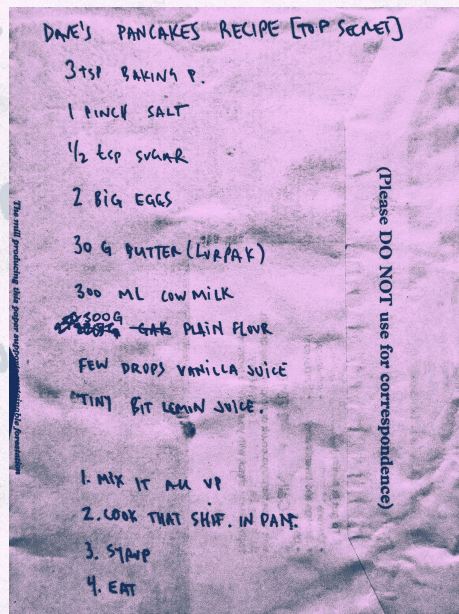 DAVE'S PANCAKES RECIPE [TOP SECRET]
3 tsp BAKING P.
1 PINCH SALT
1/2 tsp SUGAR
2 BIG EGGS
30 G BUTTER (LURPAK)
300 ML COW MILK
300G PLAIN FLOUR
FEW DROPS VANILLA JUICE
TINY BIT LEMON JUICE.
1. MIX IT ALL UP
2. COOK THAT SHIT. IN PAN.
3. SYRUP
4. EAT
(Please DO NOT use for correspondence)
The mill producing this paper supports sustainable forestation